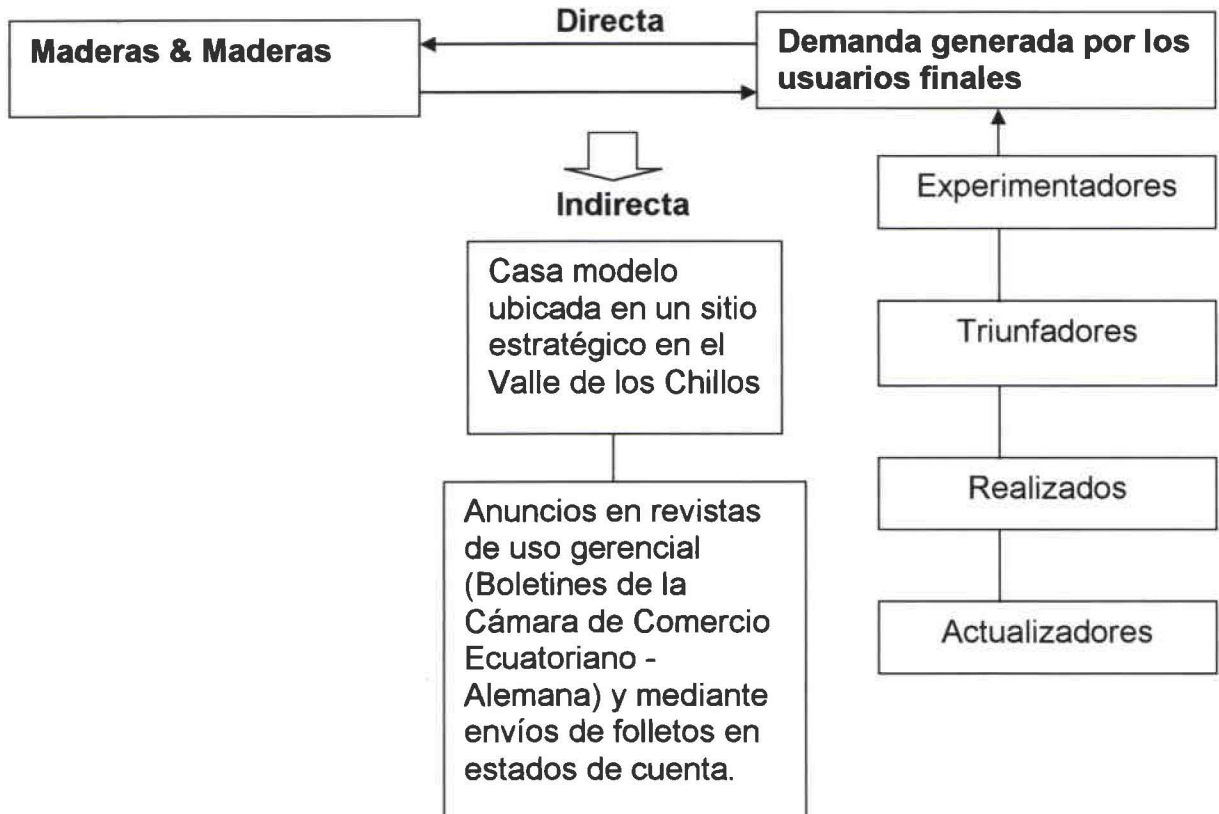 Maderas & Maderas
Directa
Demanda generada por los
usuarios finales
Indirecta
Casa modelo
ubicada en un sitio
estratégico en el
Valle de los Chillos
Anuncios en revistas
de uso gerencial
(Boletines de la
Cámara de Comercio
Ecuatoriano -
Alemana) y mediante
envíos de folletos en
estados de cuenta.
Experimentadores
Triunfadores
Realizados
Actualizadores